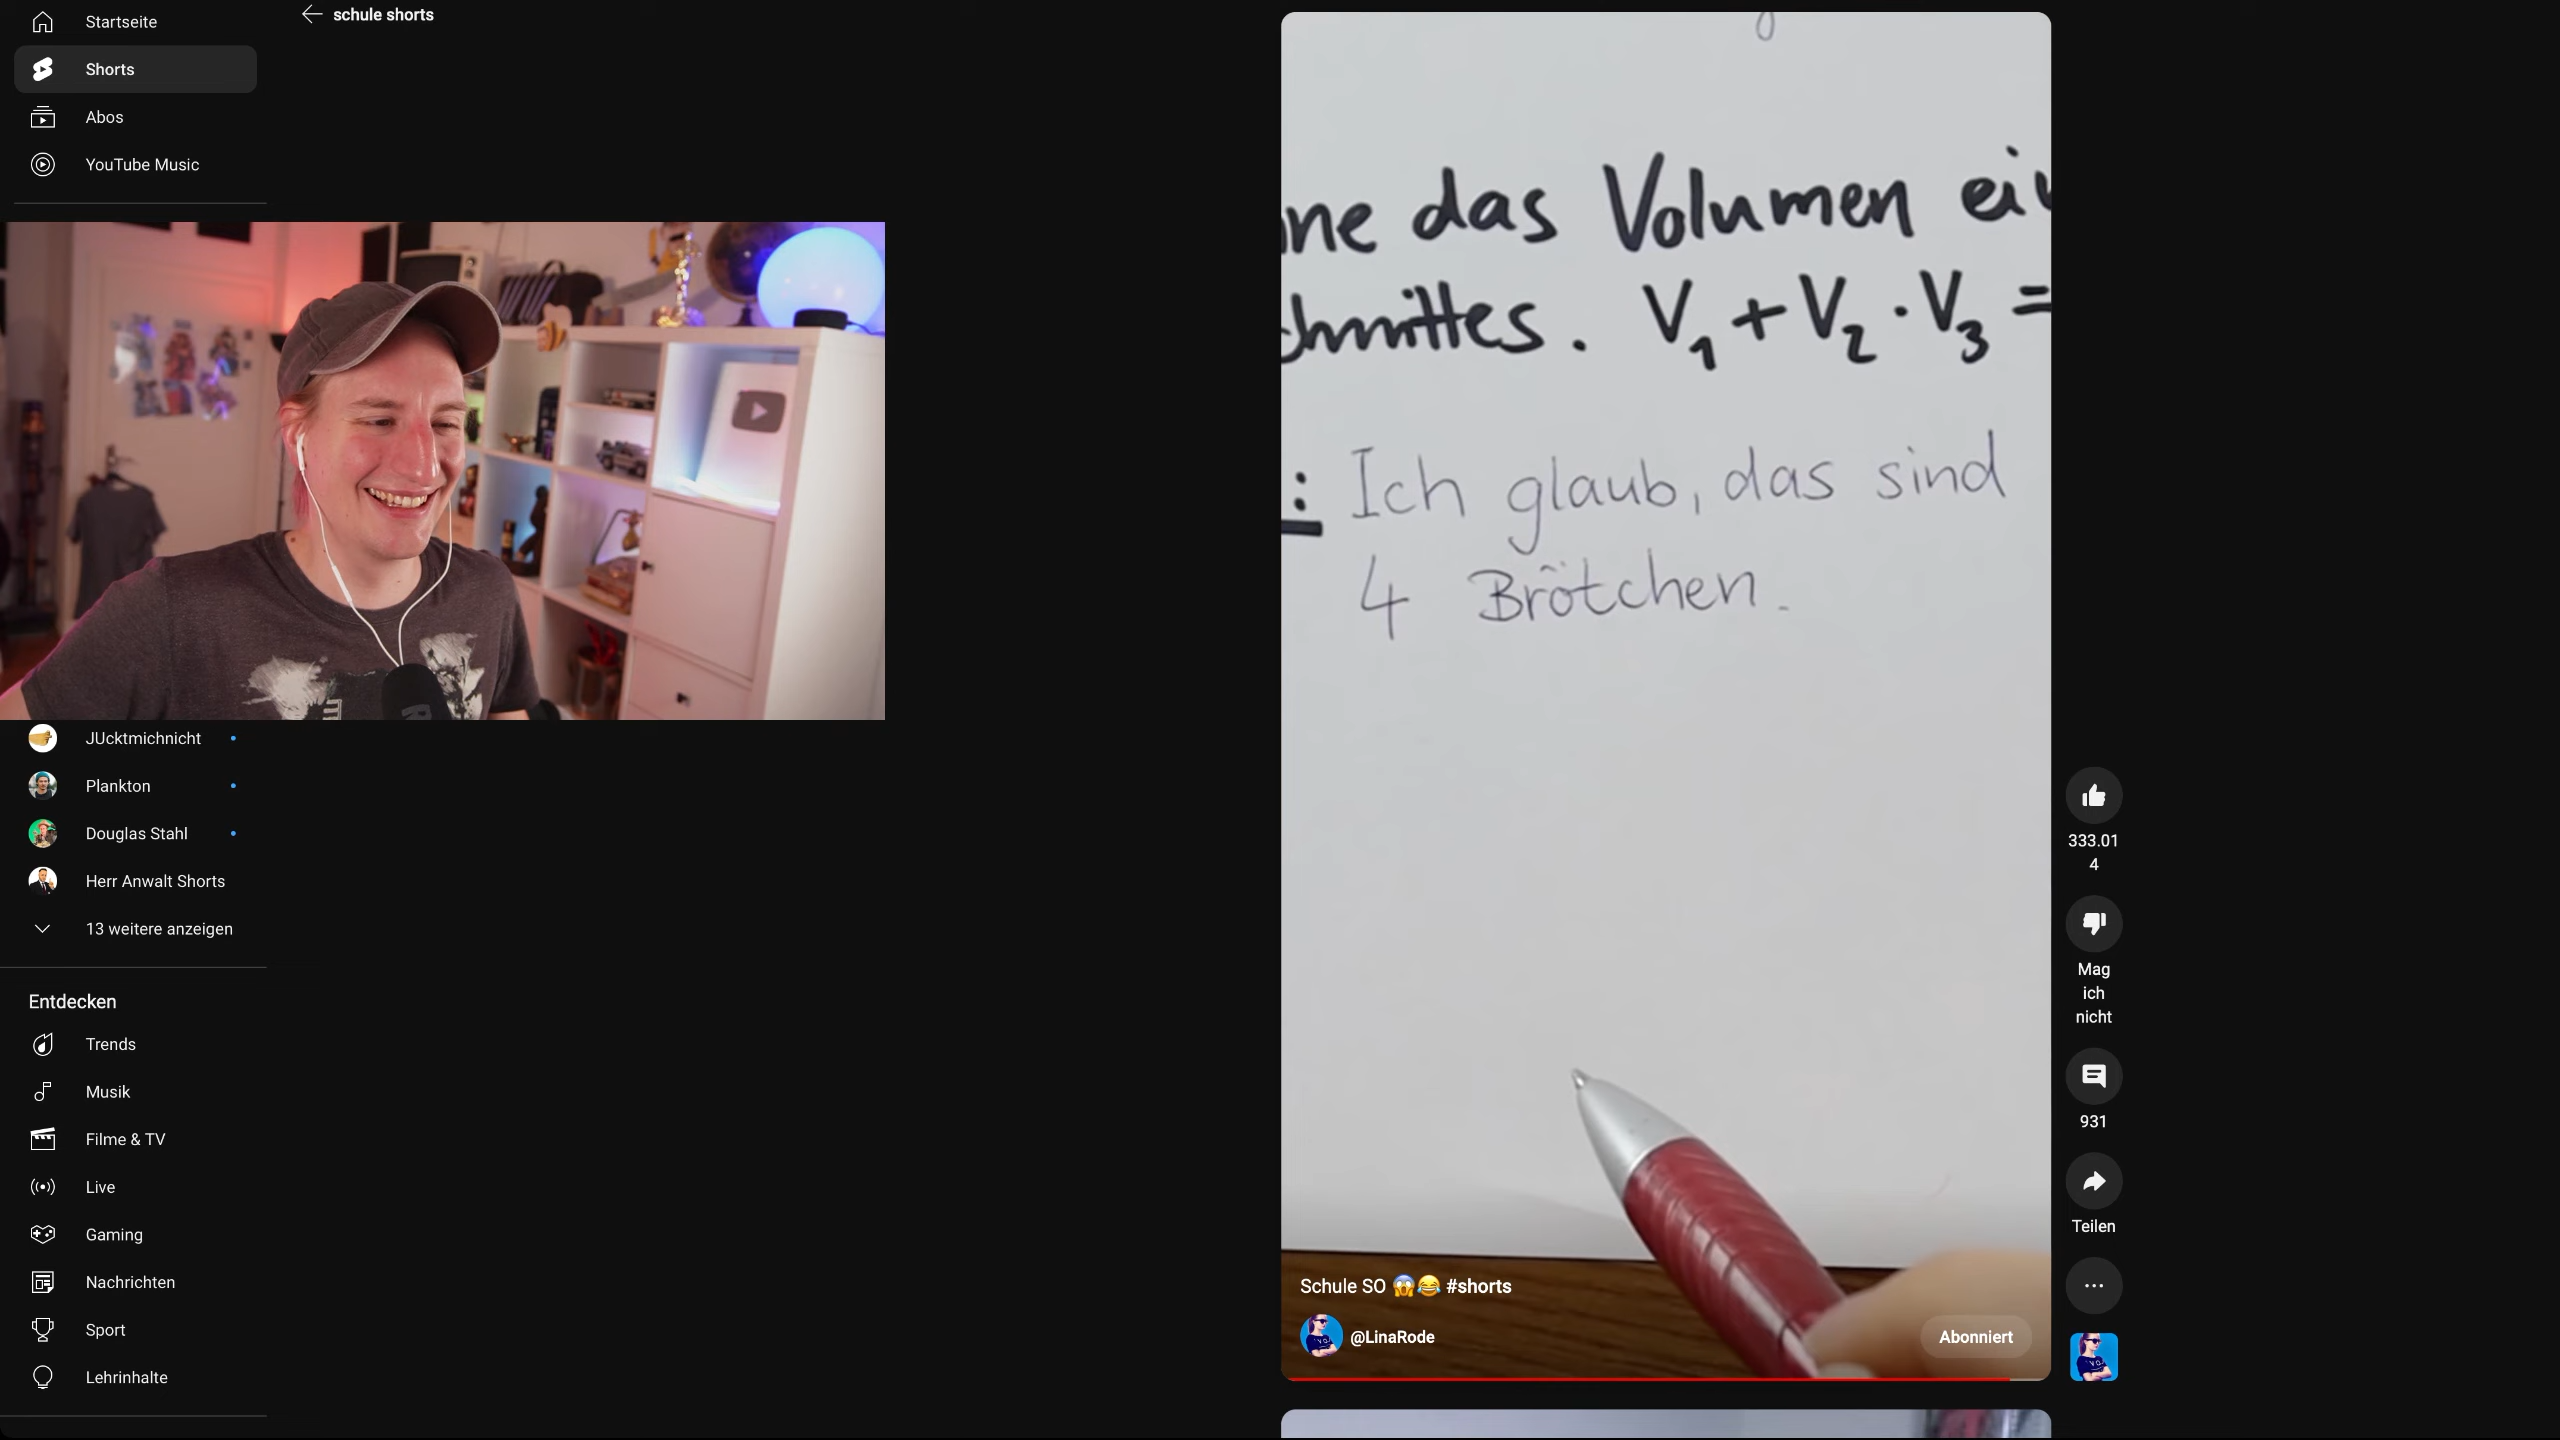 Startseite
schule shorts
Shorts
Abos
YouTube Music
JUcktmichnicht
Plankton
Douglas Stahl
Herr Anwalt Shorts
13 weitere anzeigen
Entdecken
Trends
Musik
Filme & TV
Live
Gaming
Nachrichten
Sport
Lehrinhalte
ne das Volumen ein
chnittes. V₁ + V₂ · V₃ =
: Ich glaub, das sind
4 Brötchen.
Schule SO 😱😂 #shorts
@LinaRode
Abonniert
333.01
4
Mag
ich
nicht
931
Teilen